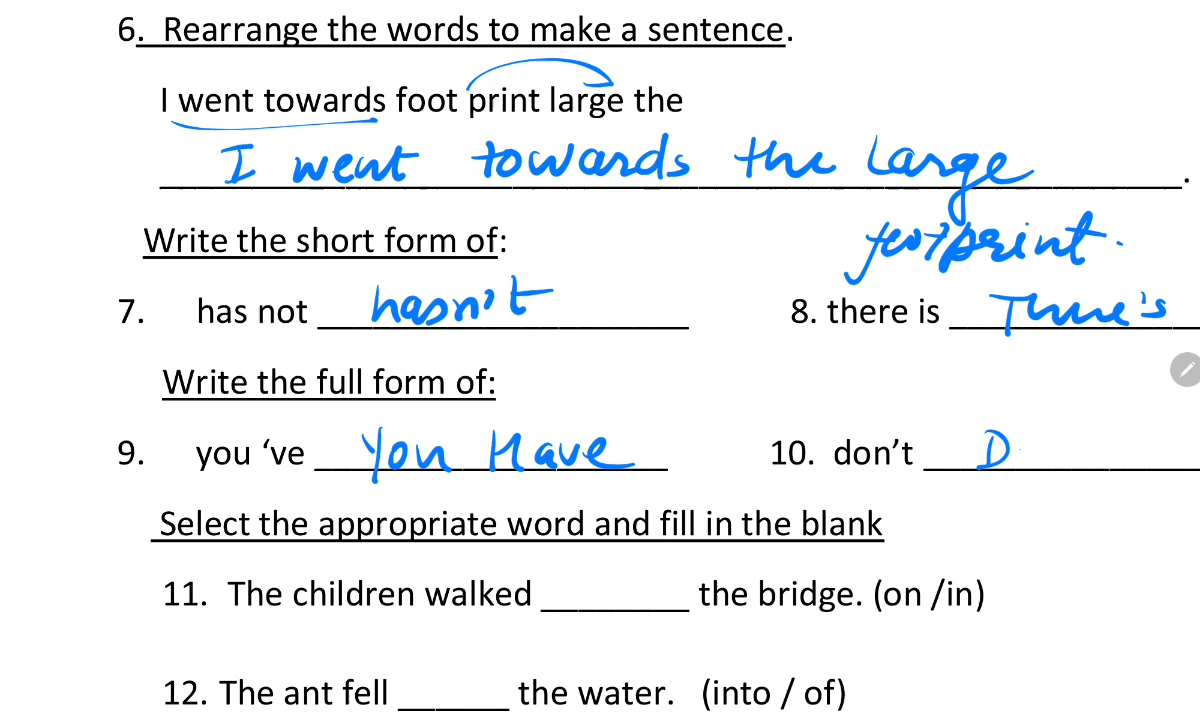 6. Rearrange the words to make a sentence.
I went towards foot print large the
I went towards the large
____________________.
footprint.
Write the short form of:
7. has not hasn't 8. there is There's
Write the full form of:
9. you ‘ve You Have 10. don’t D
Select the appropriate word and fill in the blank
11. The children walked ________ the bridge. (on /in)
12. The ant fell ______ the water. (into / of)